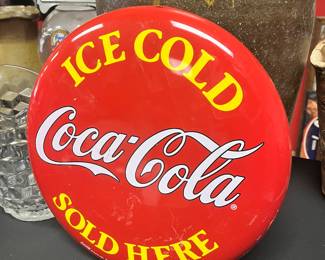 ICE COLD
Coca-Cola
®
SOLD HERE